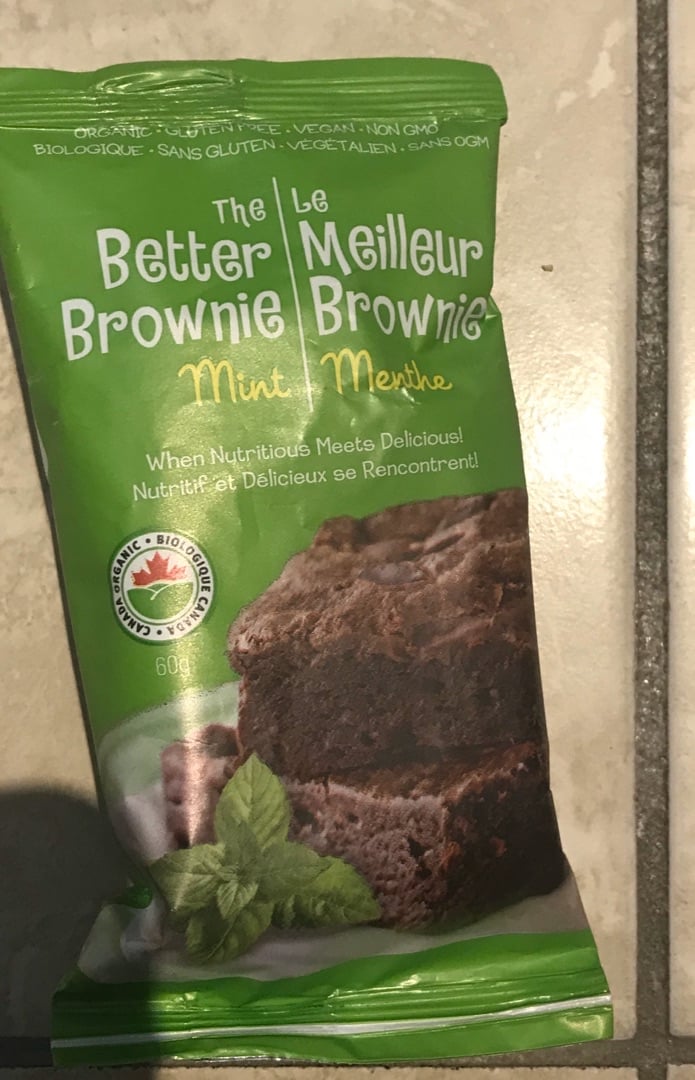 ORGANIC · GLUTEN FREE · VEGAN · NON GMO
BIOLOGIQUE · SANS GLUTEN · VÉGÉTALIEN · SANS OGM
The
Better
Brownie
Mint
Le
Meilleur
Brownie
Menthe
When Nutritious Meets Delicious!
Nutritif et Délicieux se Rencontrent!
CANADA ORGANIC • BIOLOGIQUE CANADA •
60g